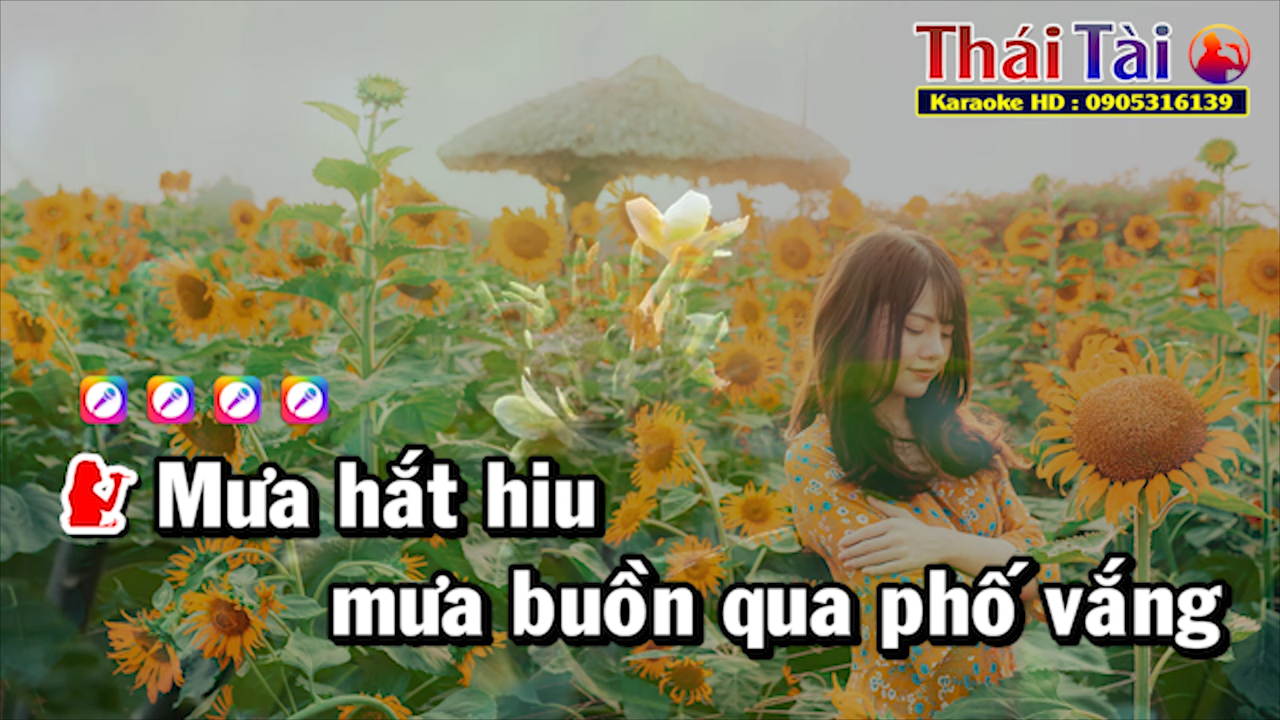 Thái Tài
Karaoke HD : 0905316139
Mưa hắt hiu
mưa buồn qua phố vắng